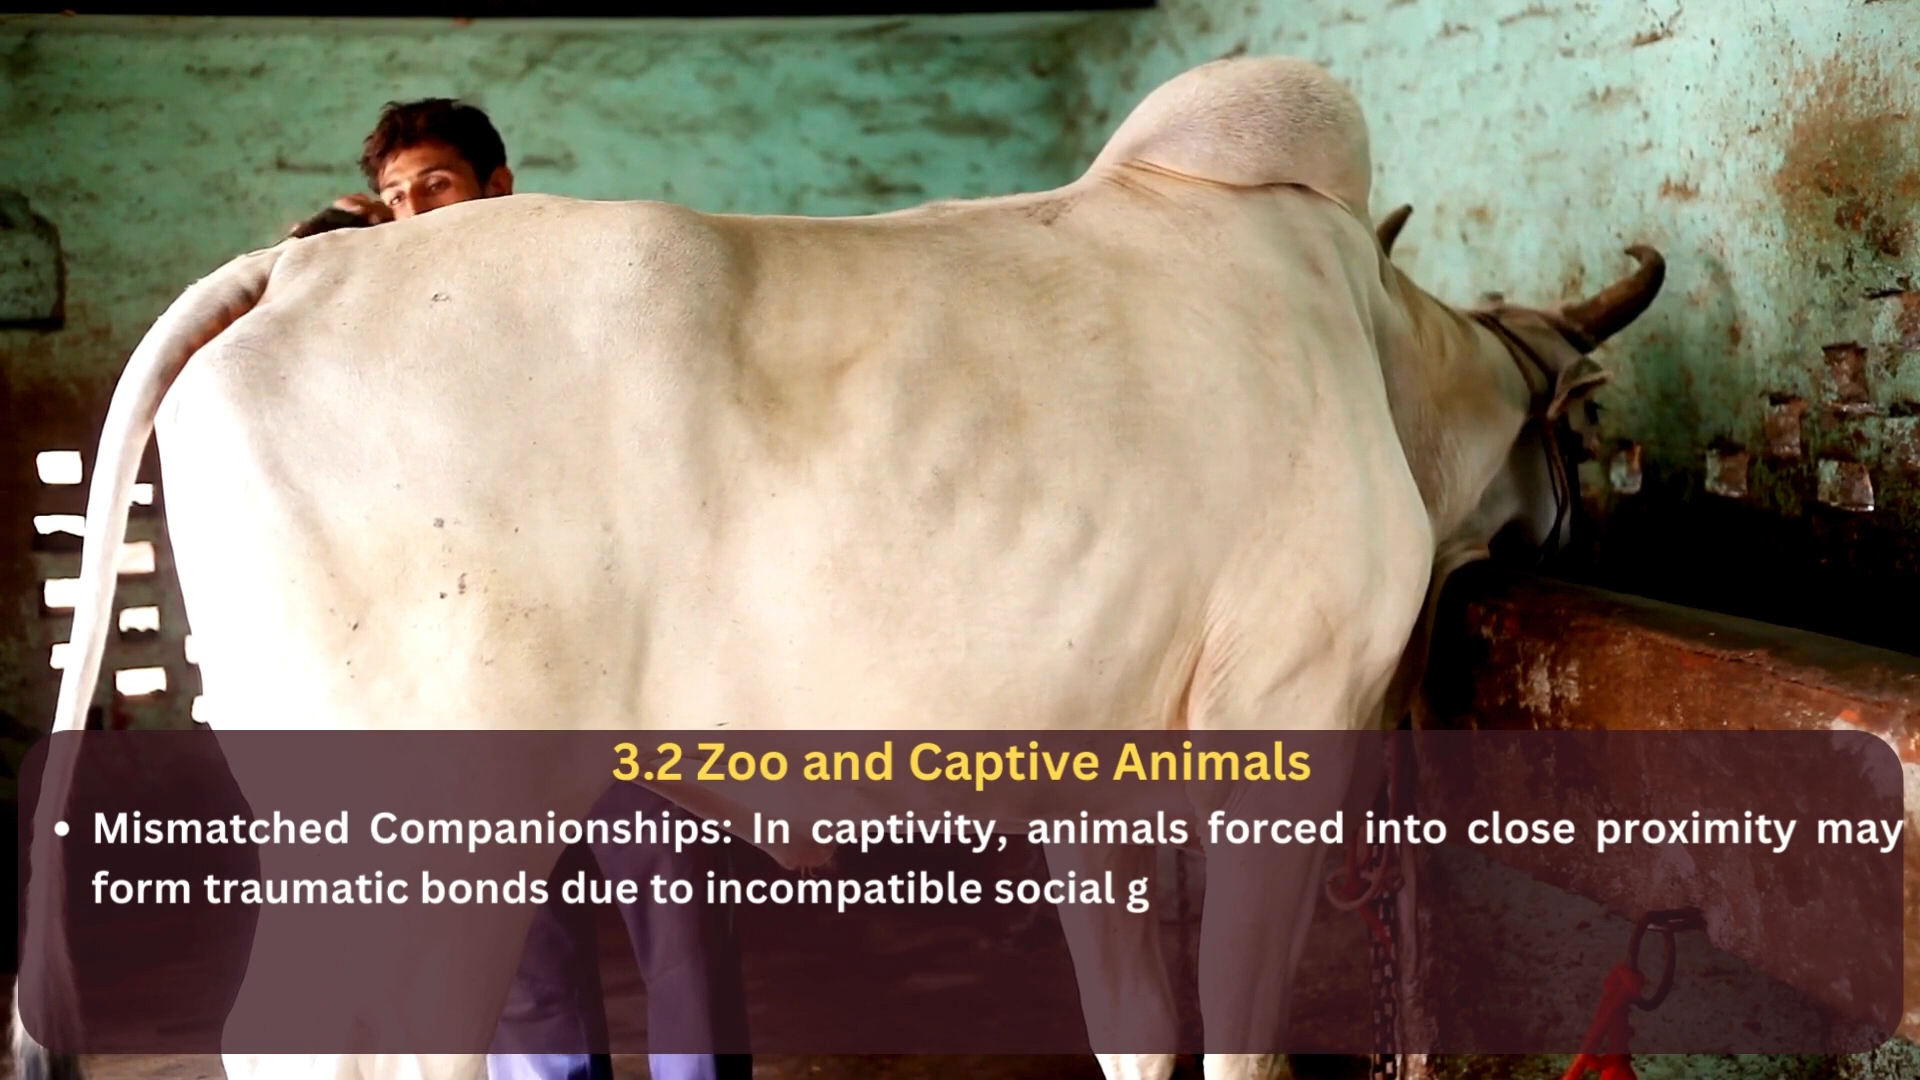 3.2 Zoo and Captive Animals
• Mismatched Companionships: In captivity, animals forced into close proximity may
form traumatic bonds due to incompatible social g